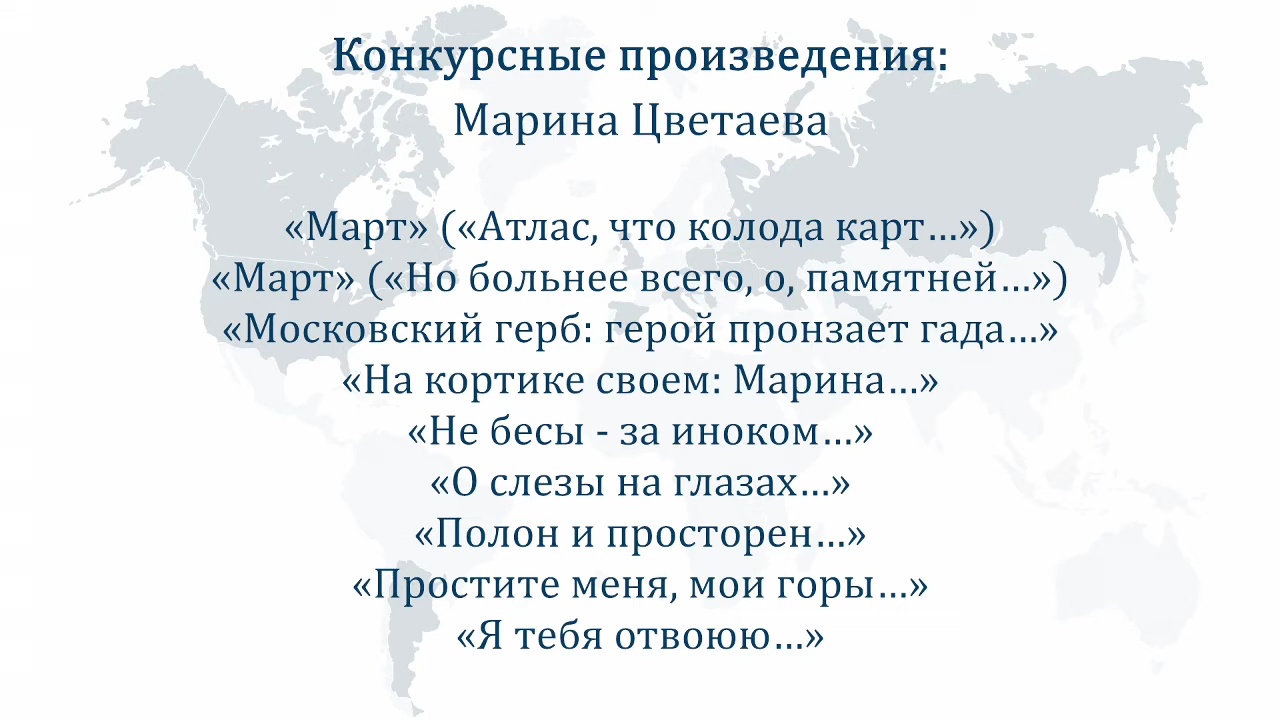 Конкурсные произведения:
Марина Цветаева
«Март» («Атлас, что колода карт…»)
«Март» («Но больнее всего, о, памятней…»)
«Московский герб: герой пронзает гада…»
«На кортике своем: Марина…»
«Не бесы - за иноком…»
«О слезы на глазах…»
«Полон и просторен…»
«Простите меня, мои горы…»
«Я тебя отвоюю…»